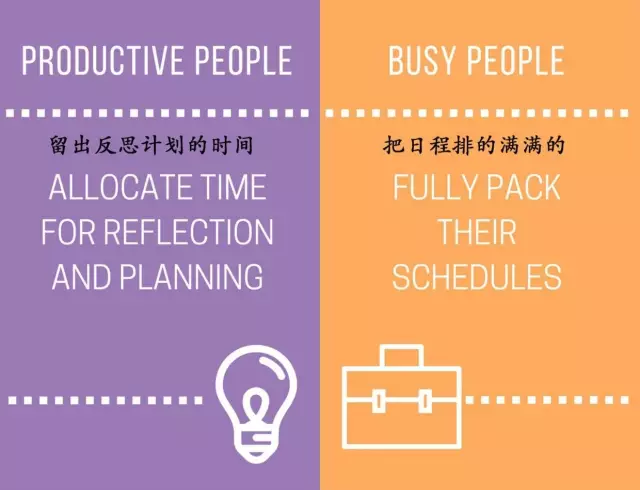 PRODUCTIVE PEOPLE
留出反思计划的时间
ALLOCATE TIME
FOR REFLECTION
AND PLANNING
BUSY PEOPLE
把日程排的满满的
FULLY PACK
THEIR
SCHEDULES